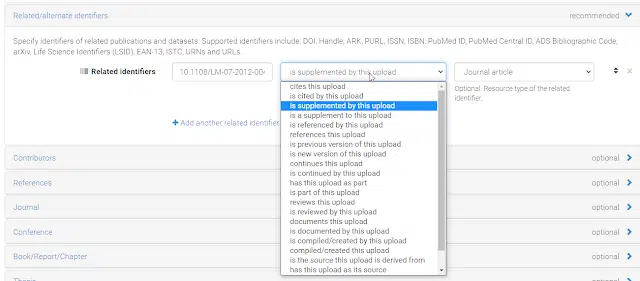 Related/alternate identifiers recommended
Specify identifiers of related publications and datasets. Supported identifiers include: DOI, Handle, ARK, PURL, ISSN, ISBN, PubMed ID, PubMed Central ID, ADS Bibliographic Code,
arXiv, Life Science Identifiers (LSID), EAN-13, ISTC, URNs and URLs.
Related identifiers 10.1108/LM-07-2012-00 is supplemented by this upload Journal article
Optional. Resource type of the related
identifier.
Add another related identifier
cites this upload
is cited by this upload
is supplemented by this upload
is a supplement to this upload
is referenced by this upload
references this upload
is previous version of this upload
is new version of this upload
continues this upload
is continued by this upload
has this upload as part
is part of this upload
reviews this upload
is reviewed by this upload
documents this upload
is documented by this upload
is compiled/created by this upload
compiled/created this upload
is the source this upload is derived from
has this upload as its source
Contributors optional
References optional
Journal optional
Conference optional
Book/Report/Chapter optional
Thesis